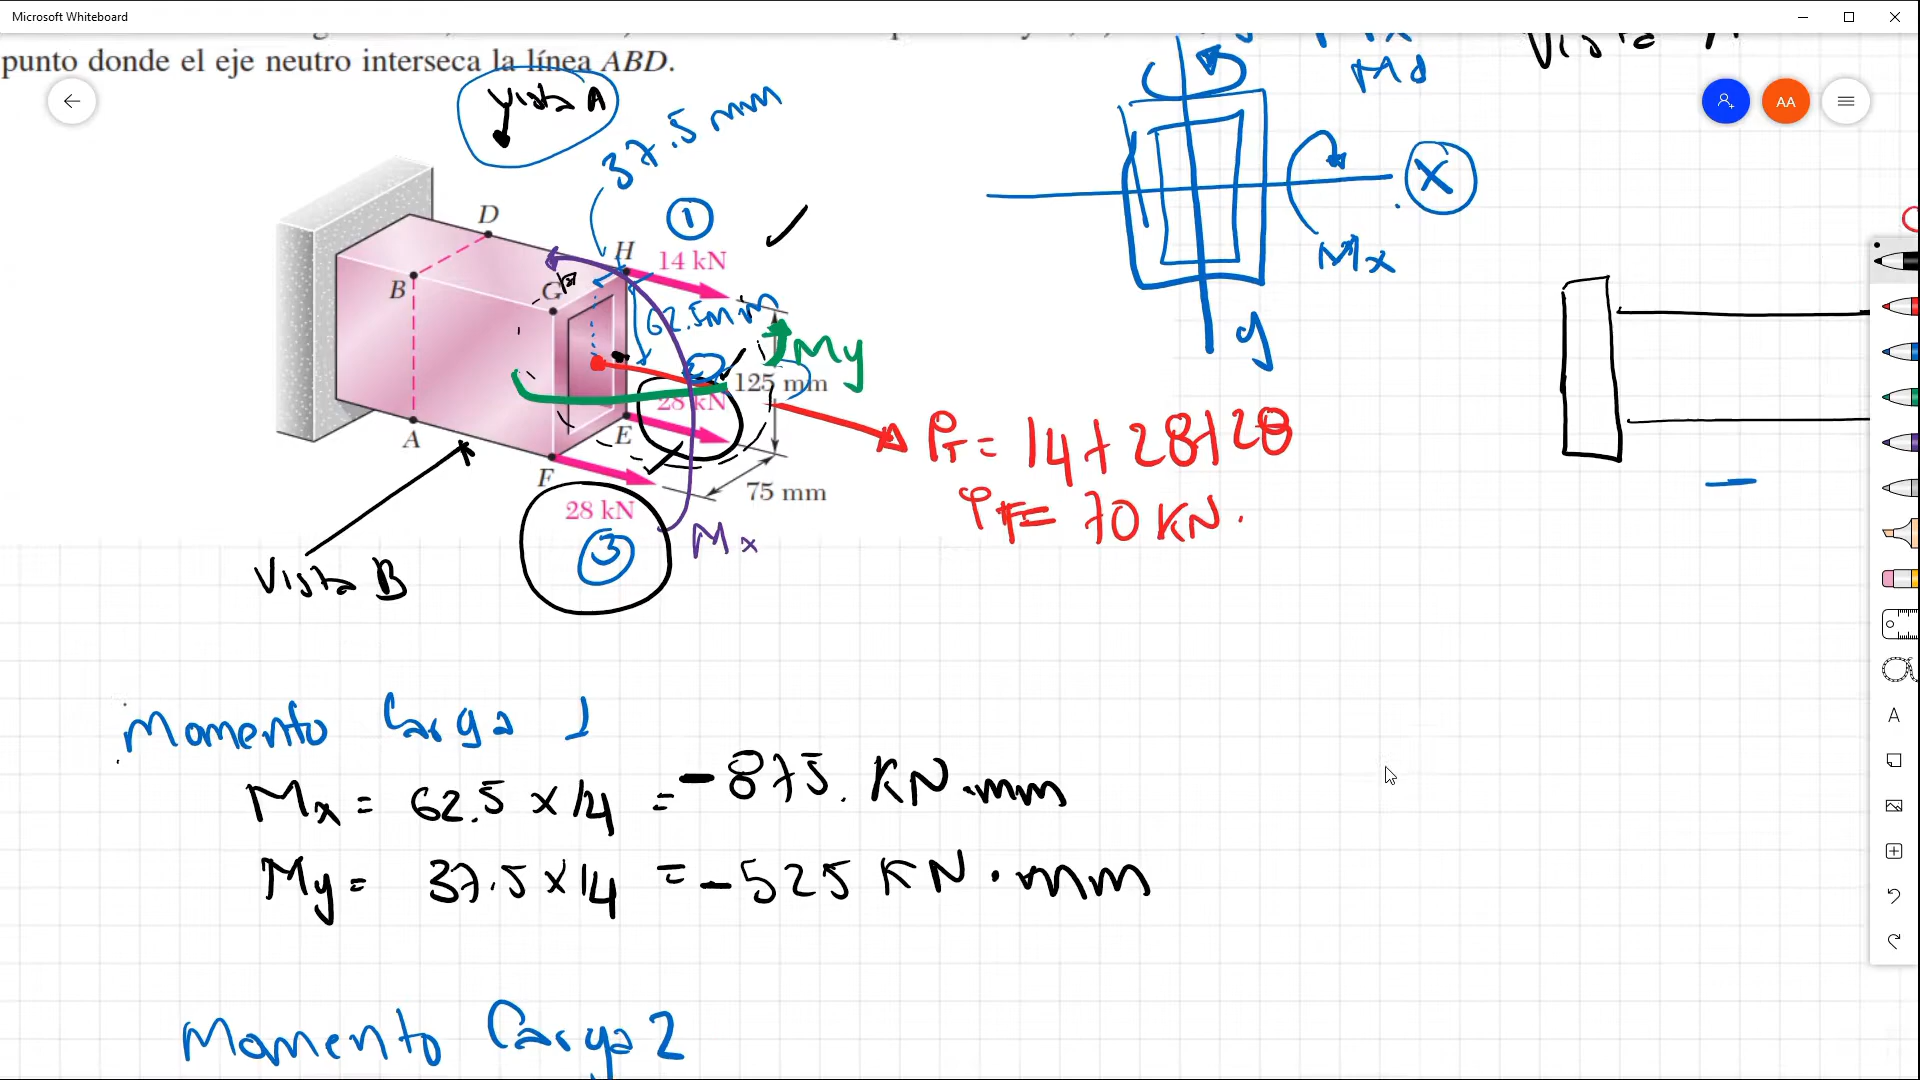 Microsoft Whiteboard
punto donde el eje neutro interseca la línea ABD.
Vista A
37.5 mm
1
D
H
14 kN
B
G
62.5mm
My
125 mm
28 kN
A
E
F
75 mm
28 kN
3
Mx
Vista B
PT = 14+28+28
PT = 70 KN.
X
Mx
y
AA
Momento Carga 1
Mx = 62.5 x 14 = -875. KN.mm
My = 37.5 x 14 = -525 KN.mm
Momento Carga 2